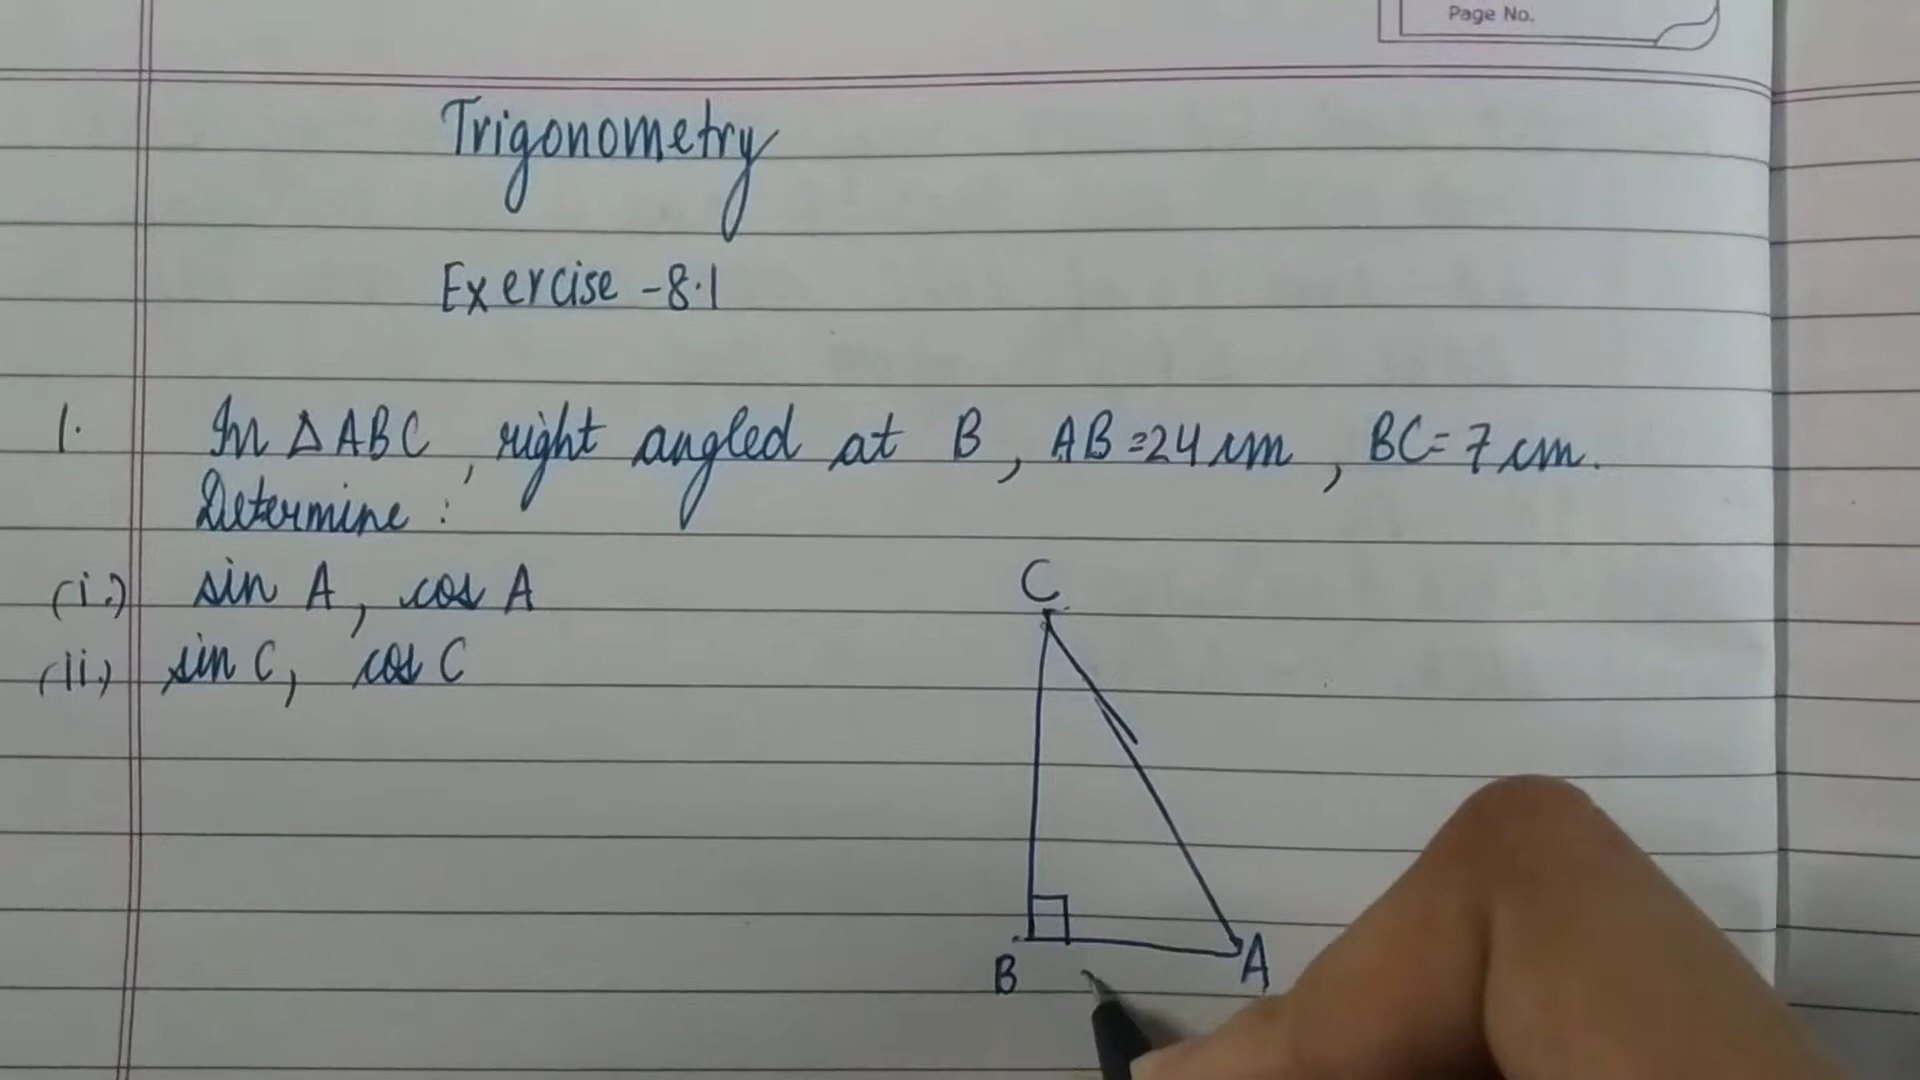 Page No.
Trigonometry
Exercise -8.1
1. In ΔABC, right angled at B, AB=24 cm, BC= 7 cm.
Determine :
(i.) sin A, cos A
(ii.) sin C, cos C
C
B
A